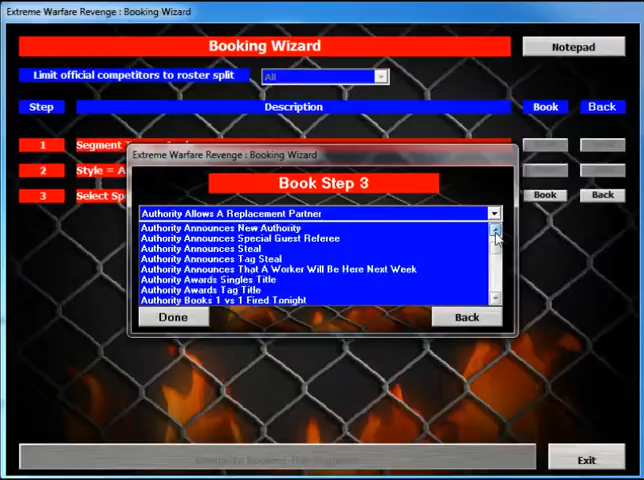 Extreme Warfare Revenge : Booking Wizard
Booking Wizard
Notepad
Limit official competitors to roster split
All
Step
Description
Book
Back
1
Segment
2
Style = A
3
Select Sp
Book
Back
Extreme Warfare Revenge : Booking Wizard
Book Step 3
Authority Allows A Replacement Partner
Authority Announces New Authority
Authority Announces Special Guest Referee
Authority Announces Steal
Authority Announces Tag Steal
Authority Announces That A Worker Will Be Here Next Week
Authority Awards Singles Title
Authority Awards Tag Title
Authority Books 1 vs 1 Fired Tonight
Done
Back
Exit